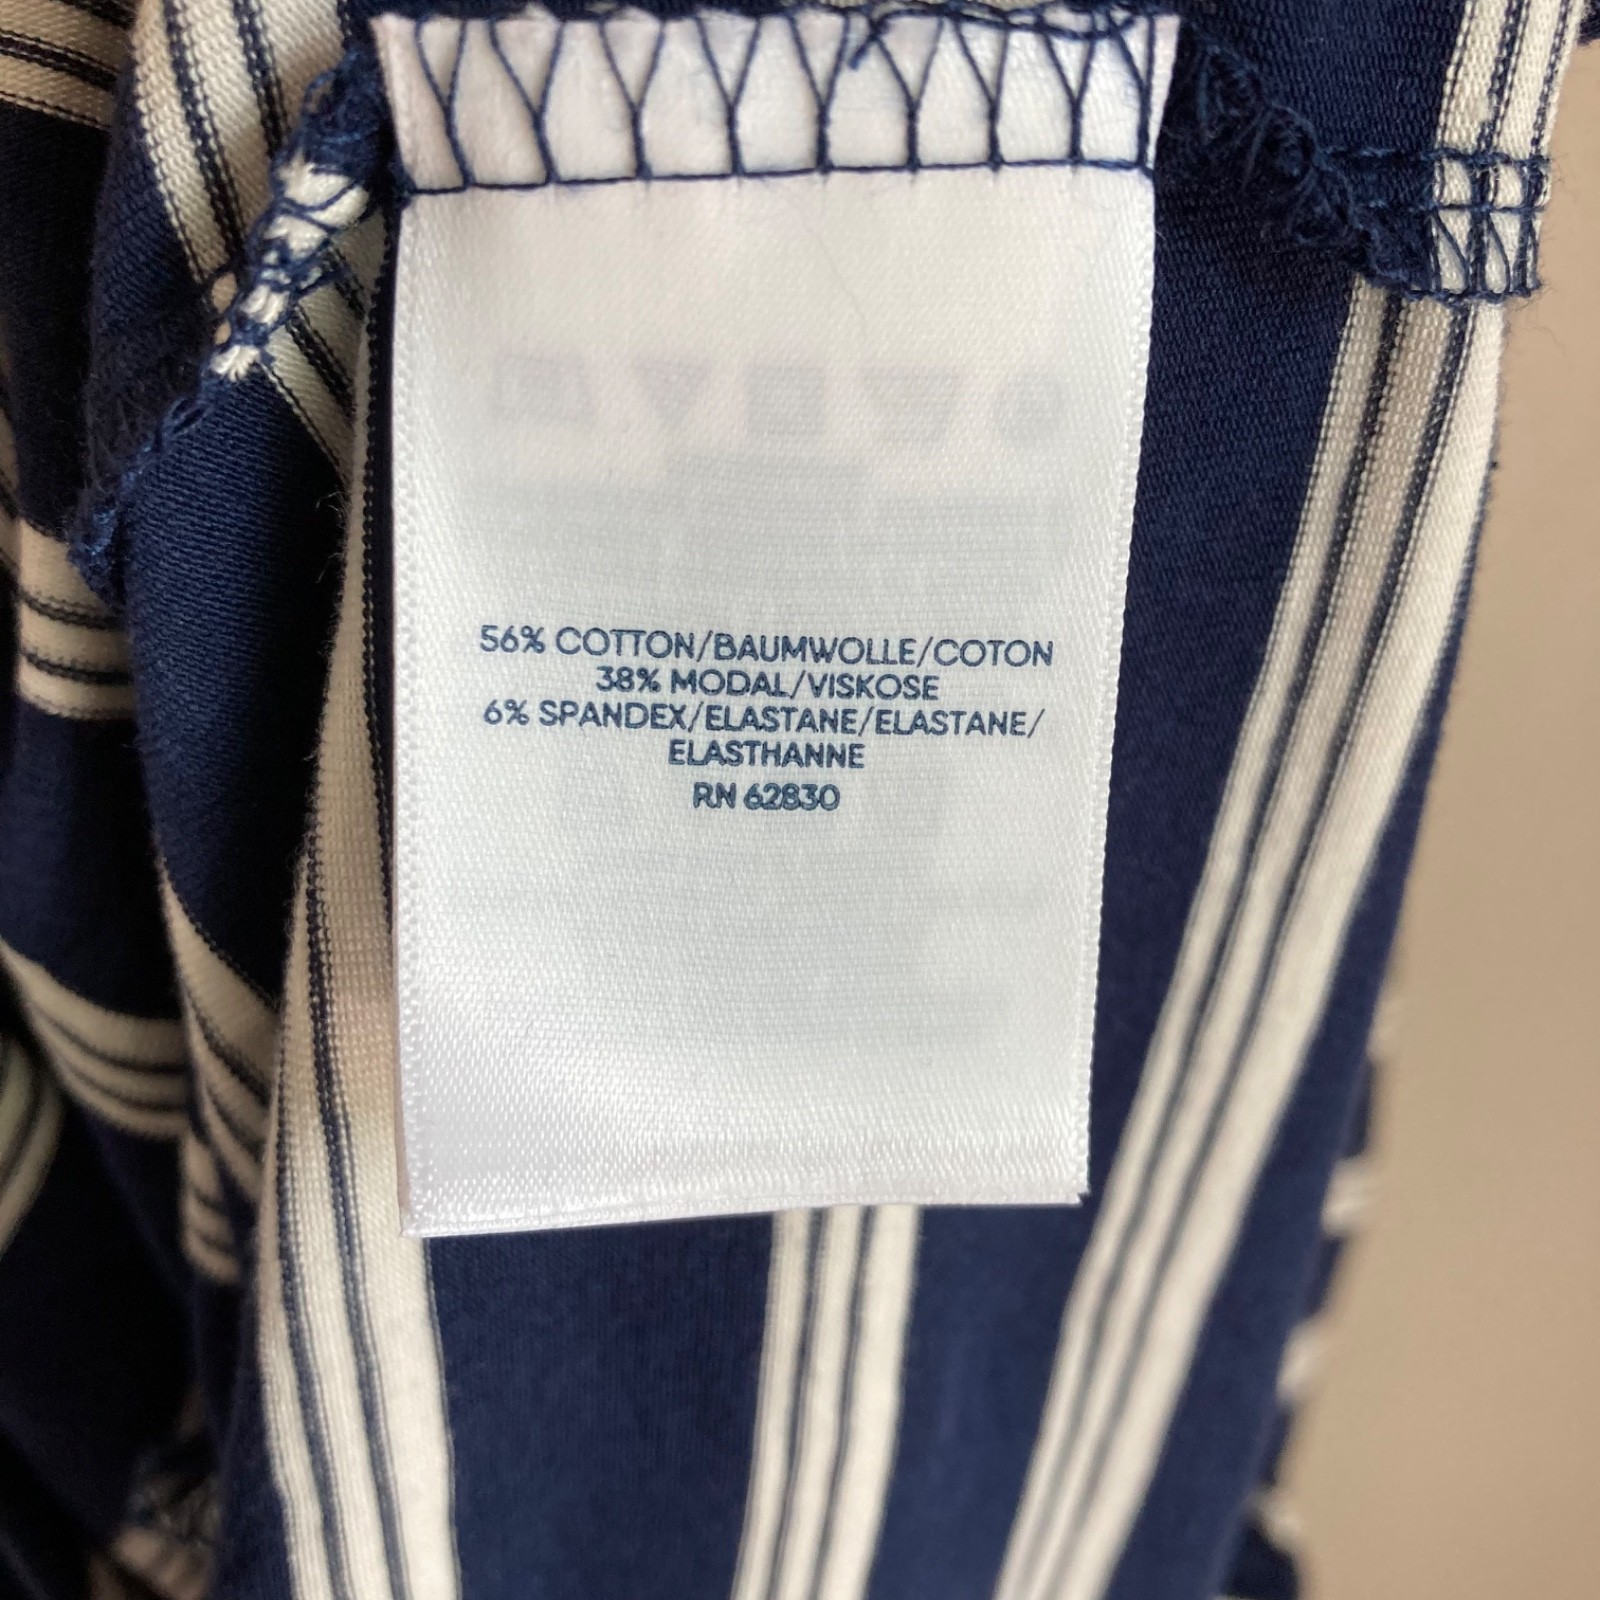 56% COTTON/BAUMWOLLE/COTON
38% MODAL/VISKOSE
6% SPANDEX/ELASTANE/ELASTANE/
ELASTHANNE
RN 62830